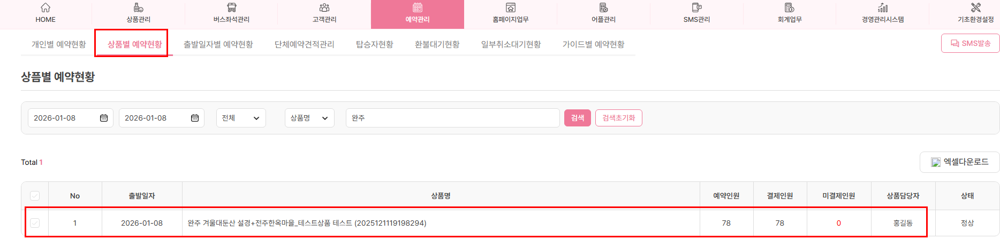 HOME 상품관리 버스좌석관리 고객관리 예약관리 홈페이지업무 어플관리 SMS관리 회계업무 경영관리시스템 기초환경설정
개인별 예약현황 상품별 예약현황 출발일자별 예약현황 단체예약견적관리 탑승자현황 환불대기현황 일부취소대기현황 가이드별 예약현황 SMS발송
상품별 예약현황
2026-01-08 2026-01-08 전체 상품명 완주 검색 검색초기화
Total 1 엑셀다운로드
No 출발일자 상품명 예약인원 결제인원 미결제인원 상품담당자 상태
1 2026-01-08 완주 겨울대둔산 설경+전주한옥마을_테스트상품 테스트 (2025121119198294) 78 78 0 홍길동 정상